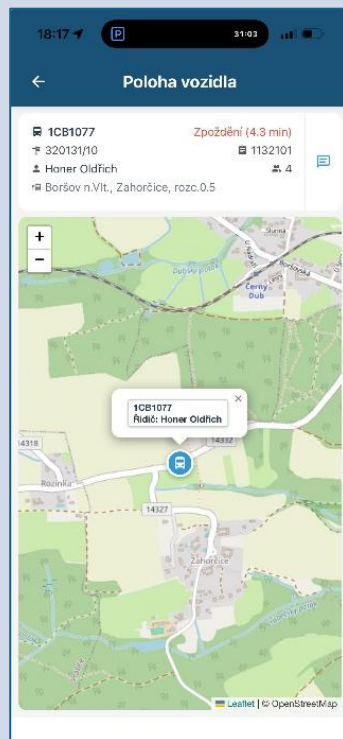 18:17
P
31:03
Poloha vozidla
1CB1077
Zpoždění (4.3 min)
320131/10
1132101
Honer Oldřich
4
Boršov n.Vlt., Zahorčice, rozc.0.5
+
−
Černý
Dub
1CB1077
Řidič: Honer Oldřich
×
14318
14332
Rozinka
14327
Zahorčice
Leaflet | © OpenStreetMap